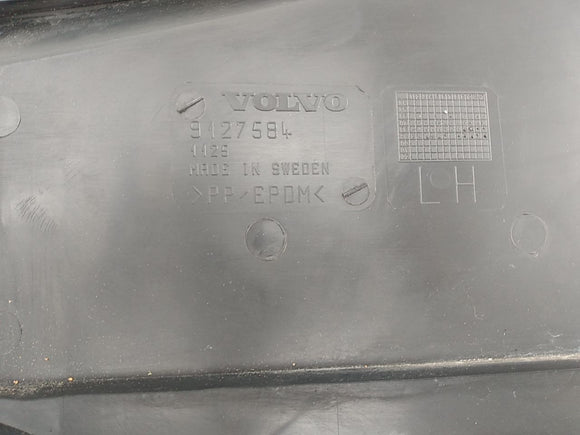 VOLVO
9127584
1125
MADE IN SWEDEN
>PP/EPDM<
LH